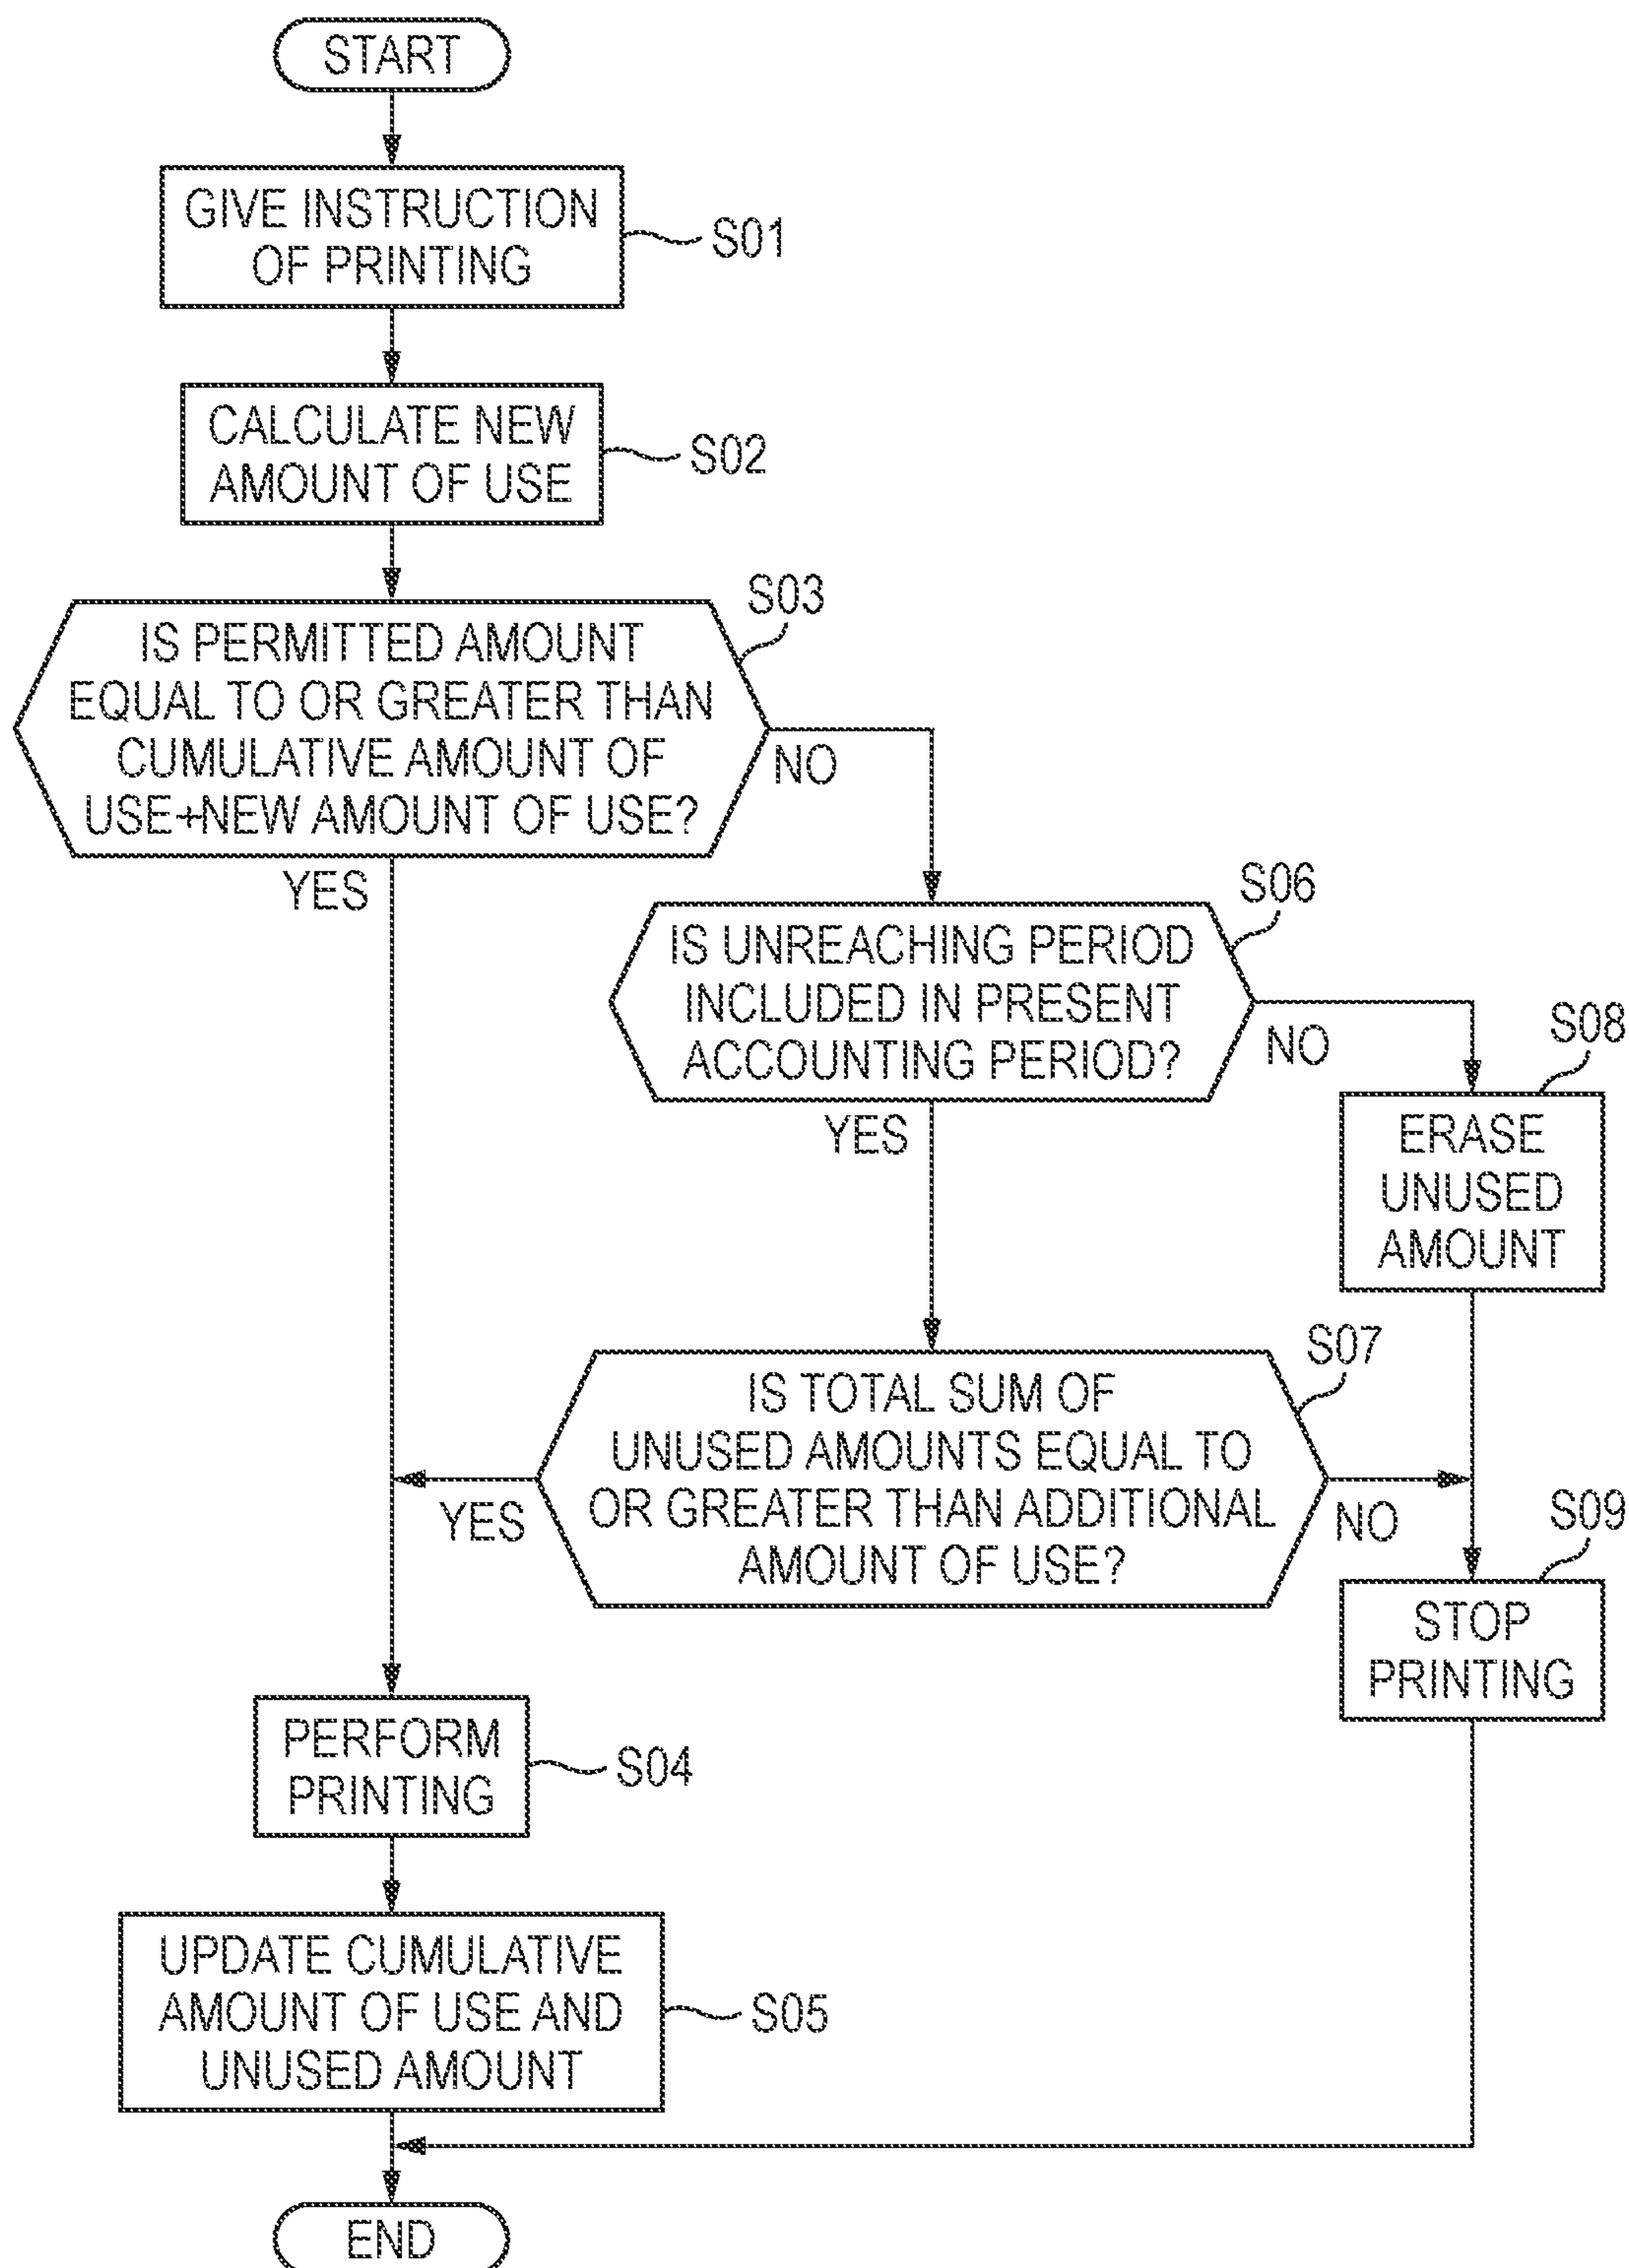 START
GIVE INSTRUCTION
OF PRINTING
S01
CALCULATE NEW
AMOUNT OF USE
S02
S03
IS PERMITTED AMOUNT
EQUAL TO OR GREATER THAN
CUMULATIVE AMOUNT OF
USE+NEW AMOUNT OF USE?
NO
YES
S06
IS UNREACHING PERIOD
INCLUDED IN PRESENT
ACCOUNTING PERIOD?
NO
YES
S08
ERASE
UNUSED
AMOUNT
S07
IS TOTAL SUM OF
UNUSED AMOUNTS EQUAL TO
OR GREATER THAN ADDITIONAL
AMOUNT OF USE?
YES
NO
S09
STOP
PRINTING
PERFORM
PRINTING
S04
UPDATE CUMULATIVE
AMOUNT OF USE AND
UNUSED AMOUNT
S05
END